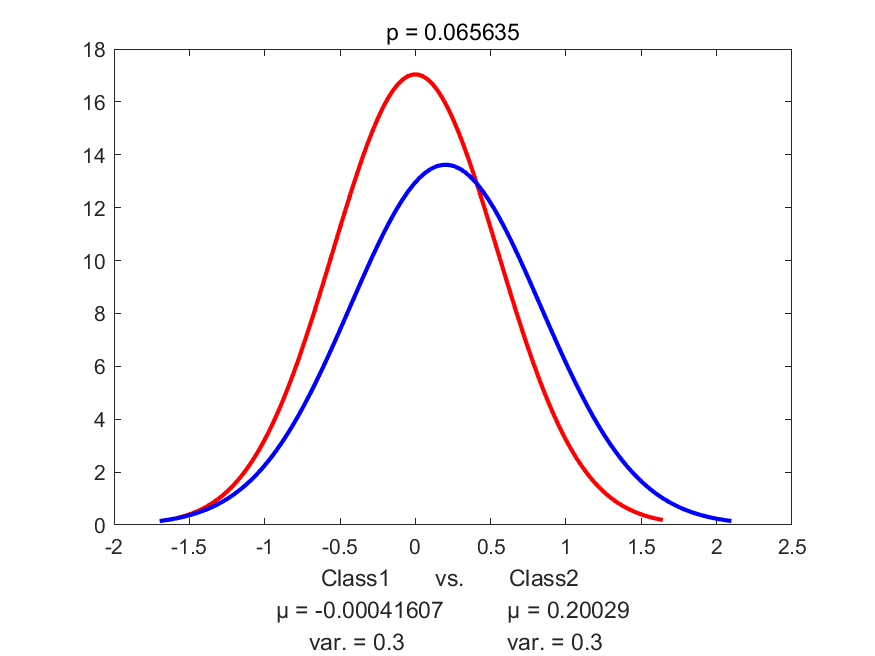 p = 0.065635
18
16
14
12
10
8
6
4
2
0
-2 -1.5 -1 -0.5 0 0.5 1 1.5 2 2.5
Class1 vs. Class2
μ = -0.00041607 μ = 0.20029
var. = 0.3 var. = 0.3